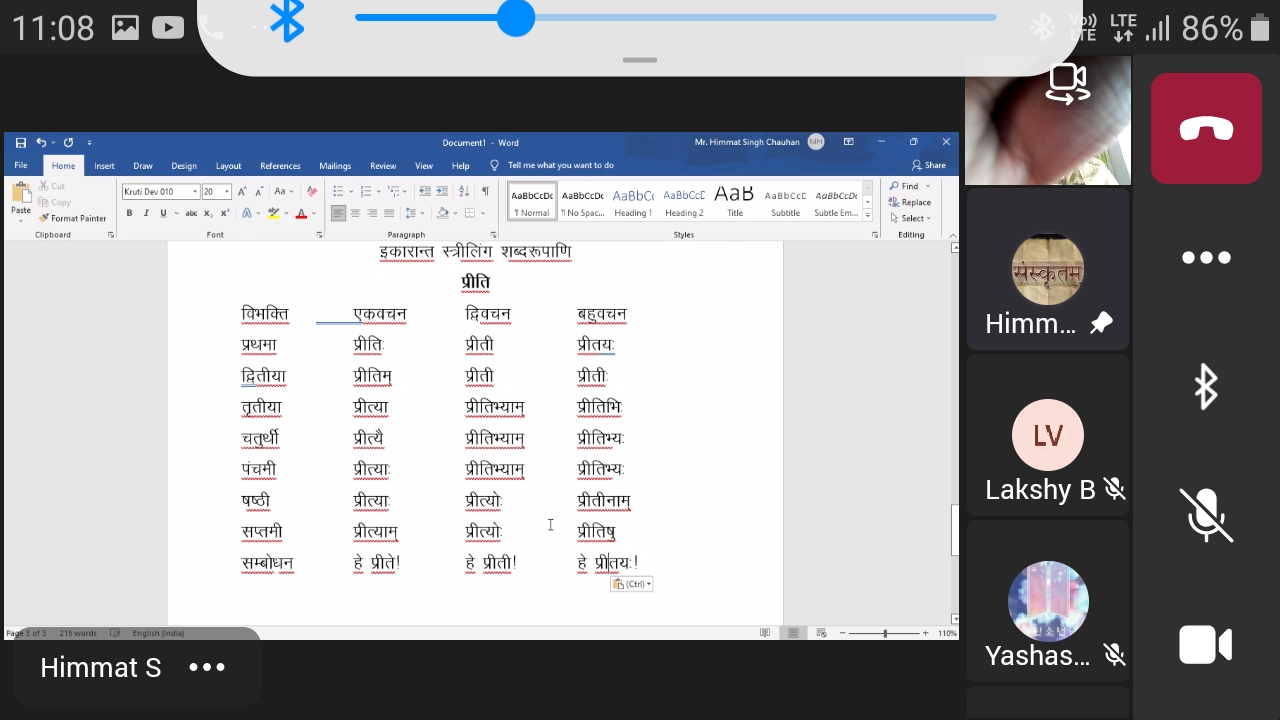 11:08
VoLTE LTE 86%
Document1 - Word Mr. Himmat Singh Chauhan MH
File Home Insert Draw Design Layout References Mailings Review View Help Tell me what you want to do Share
Paste Cut Copy Format Painter Clipboard
Kruti Dev 010 20 Font
Paragraph
AaBbCcDc AaBbCcDc AaBbCc AaBbCcC AaB AaBbCcC AaBbCcDc
¶ Normal ¶ No Spac... Heading 1 Heading 2 Title Subtitle Subtle Em...
Styles
Find Replace Select Editing
इकारान्त स्त्रीलिंग शब्दरूपाणि
प्रीति
विभक्ति एकवचन द्विवचन बहुवचन
प्रथमा प्रीतिः प्रीती प्रीतयः
द्वितीया प्रीतिम् प्रीती प्रीतीः
तृतीया प्रीत्या प्रीतिभ्याम् प्रीतिभिः
चतुर्थी प्रीत्यै प्रीतिभ्याम् प्रीतिभ्यः
पंचमी प्रीत्याः प्रीतिभ्याम् प्रीतिभ्यः
षष्ठी प्रीत्याः प्रीत्योः प्रीतीनाम्
सप्तमी प्रीत्याम् प्रीत्योः प्रीतिषु
सम्बोधन हे प्रीते! हे प्रीती! हे प्रीतयः!
(Ctrl)
Page 3 of 3 215 words English (India) 110%
Himmat S
संस्कृतम्
Himm...
LV
Lakshy B
Yashas...